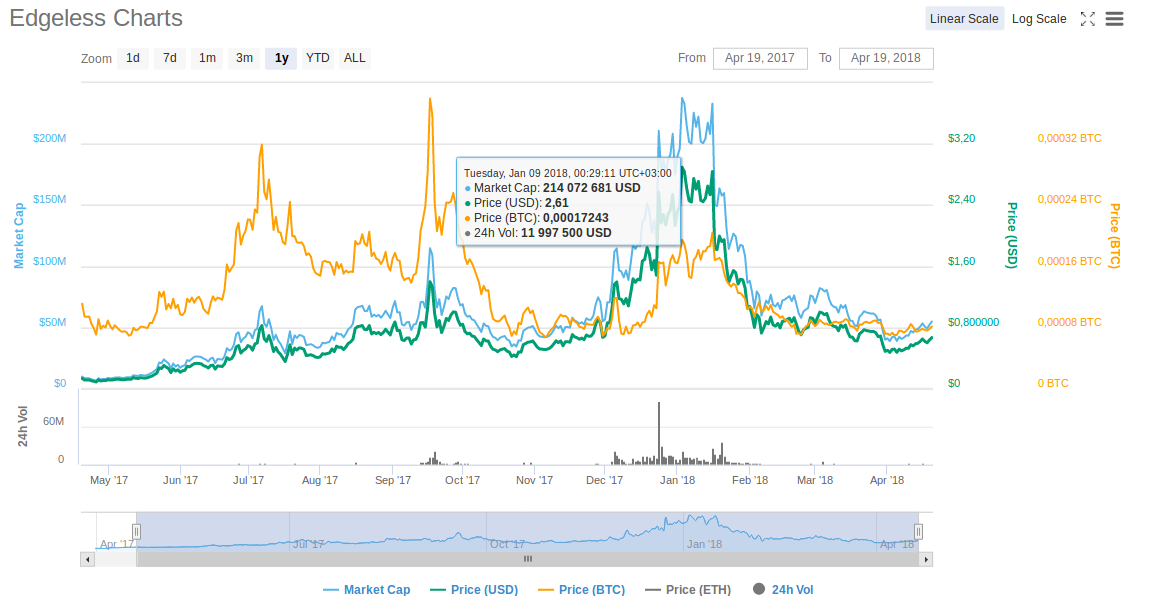 Edgeless Charts
Linear Scale Log Scale
Zoom 1d 7d 1m 3m 1y YTD ALL From Apr 19, 2017 To Apr 19, 2018
$200M $3,20 0,00032 BTC
$150M $2,40 0,00024 BTC
$100M $1,60 0,00016 BTC
$50M $0,800000 0,00008 BTC
$0 $0 0 BTC
Market Cap
Price (USD)
Price (BTC)
Tuesday, Jan 09 2018, 00:29:11 UTC+03:00
Market Cap: 214 072 681 USD
Price (USD): 2,61
Price (BTC): 0,00017243
24h Vol: 11 997 500 USD
24h Vol
60M
0
May '17 Jun '17 Jul '17 Aug '17 Sep '17 Oct '17 Nov '17 Dec '17 Jan '18 Feb '18 Mar '18 Apr '18
Apr '17 Jul '17 Oct '17 Jan '18 Apr '18
Market Cap Price (USD) Price (BTC) Price (ETH) 24h Vol